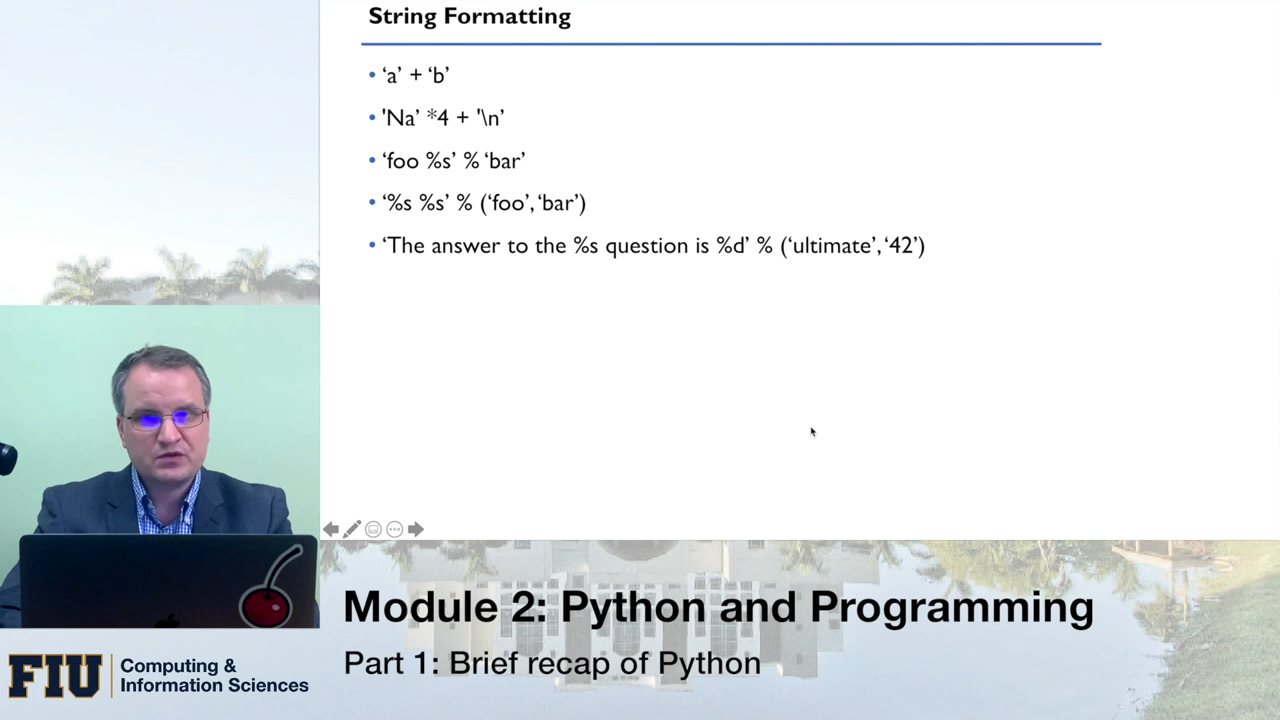 String Formatting
• ‘a’ + ‘b’
• 'Na’ *4 + '\n’
• ‘foo %s’ % ‘bar’
• ‘%s %s’ % (‘foo’,‘bar’)
• ‘The answer to the %s question is %d’ % (‘ultimate’,‘42’)
Module 2: Python and Programming
Part 1: Brief recap of Python
FIU
Computing &
Information Sciences